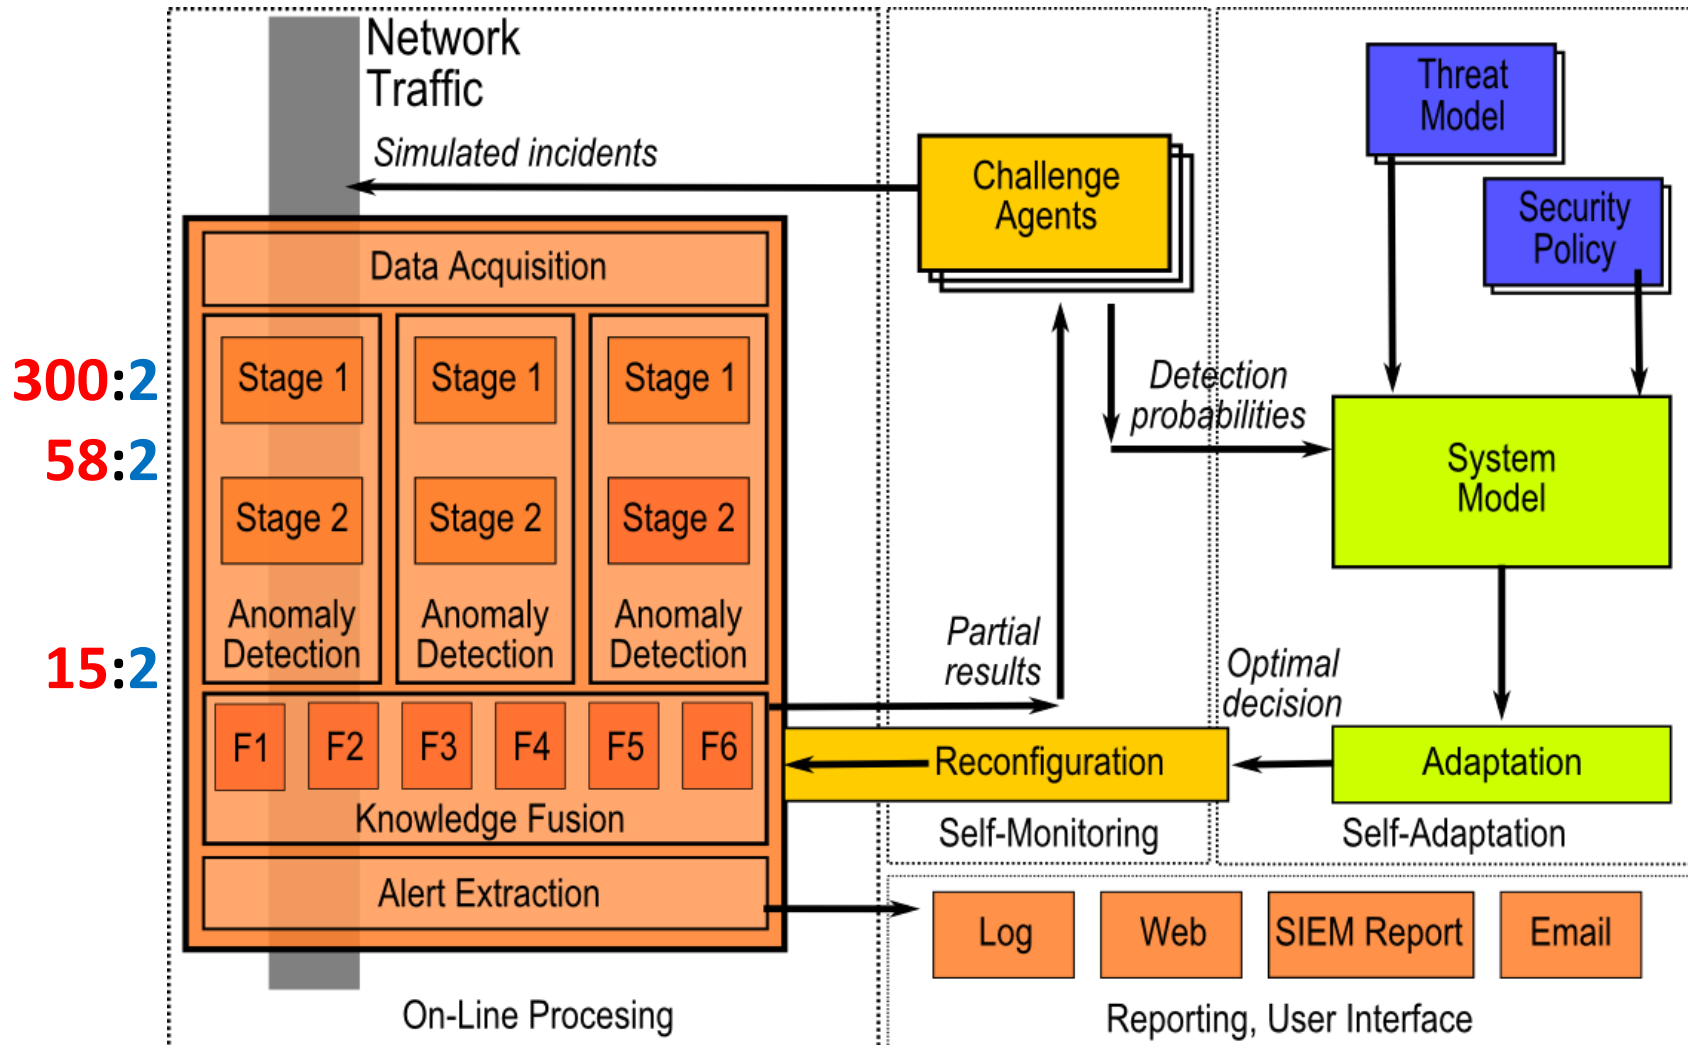 Network
Traffic
Simulated incidents
Challenge
Agents
Threat
Model
Security
Policy
Data Acquisition
300:2
58:2
15:2
Stage 1
Stage 1
Stage 1
Stage 2
Stage 2
Stage 2
Anomaly
Detection
Anomaly
Detection
Anomaly
Detection
Detection
probabilities
System
Model
Partial
results
Optimal
decision
F1
F2
F3
F4
F5
F6
Knowledge Fusion
Reconfiguration
Adaptation
Self-Monitoring
Self-Adaptation
Alert Extraction
Log
Web
SIEM Report
Email
On-Line Procesing
Reporting, User Interface